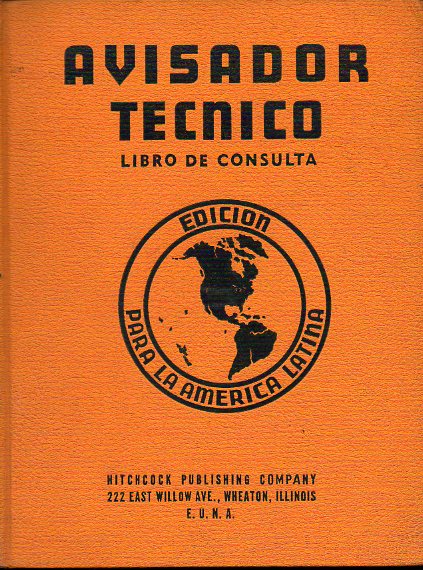 AVISADOR
TECNICO
LIBRO DE CONSULTA
EDICION
PARA LA AMERICA LATINA
HITCHCOCK PUBLISHING COMPANY
222 EAST WILLOW AVE., WHEATON, ILLINOIS
E. U. N. A.